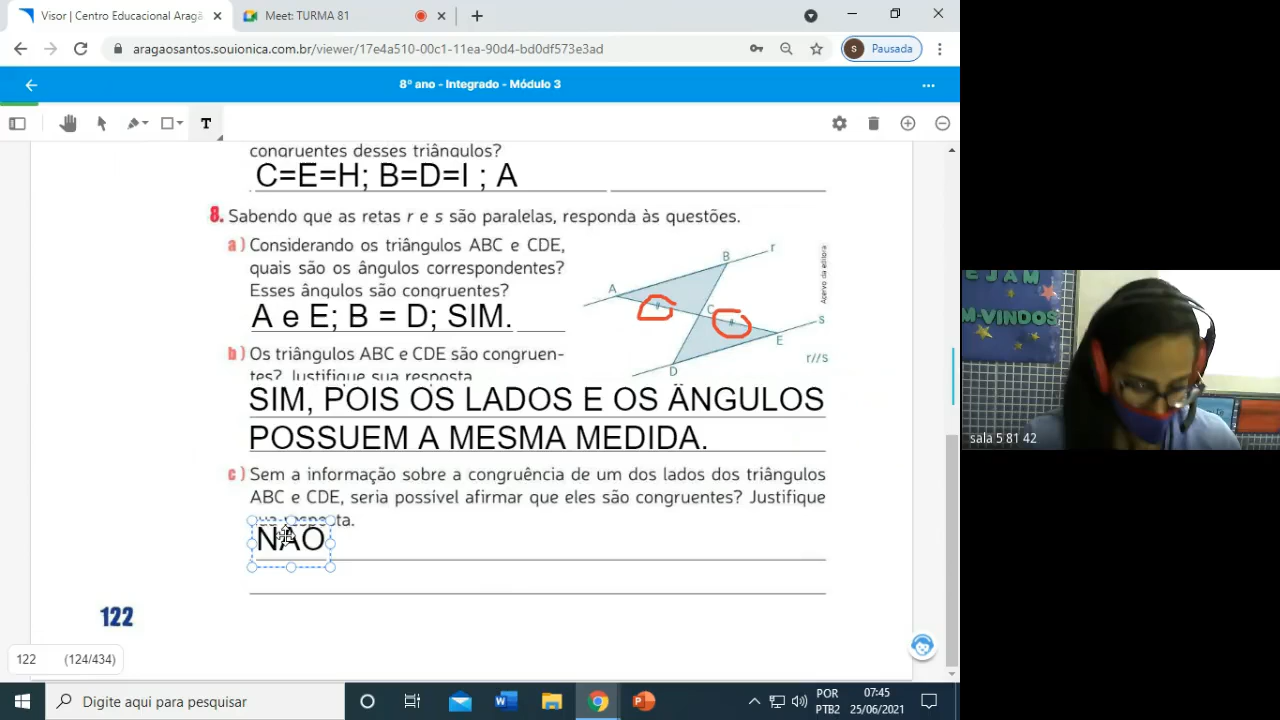 Visor | Centro Educacional Aragã
Meet: TURMA 81
aragaosantos.souionica.com.br/viewer/17e4a510-00c1-11ea-90d4-bd0df573e3ad
S Pausada
8º ano - Integrado - Módulo 3
T
congruentes desses triângulos?
C=E=H; B=D=I ; A
8. Sabendo que as retas r e s são paralelas, responda às questões.
a) Considerando os triângulos ABC e CDE,
quais são os ângulos correspondentes?
Esses ângulos são congruentes?
A e E; B = D; SIM.
B
r
A
C
s
E
D
r//s
Acervo da editora
b) Os triângulos ABC e CDE são congruen-
tes? Justifique sua resposta.
SIM, POIS OS LADOS E OS ÂNGULOS
POSSUEM A MESMA MEDIDA.
c) Sem a informação sobre a congruência de um dos lados dos triângulos
ABC e CDE, seria possível afirmar que eles são congruentes? Justifique
sua resposta.
NÃO
122
122 (124/434)
EJAM
M-VINDOS
sala 5 81 42
Digite aqui para pesquisar
POR
PTB2
07:45
25/06/2021